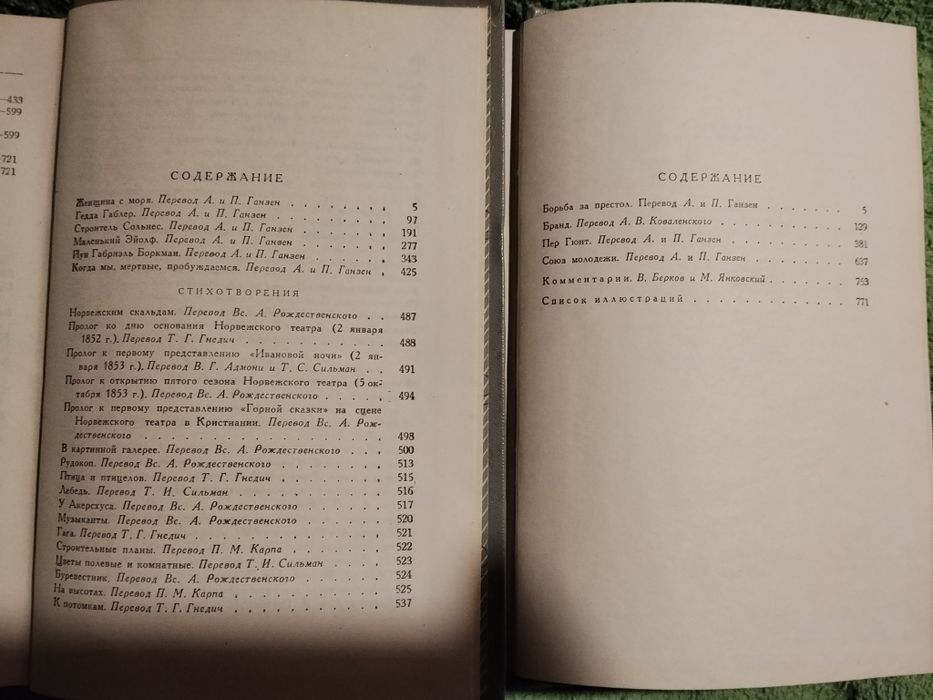 —433
—599
—599
—721
721
СОДЕРЖАНИЕ
Женщина с моря. Перевод А. и П. Ганзен . . . . . . . 5
Гедда Габлер. Перевод А. и П. Ганзен . . . . . . . 97
Строитель Сольнес. Перевод А. и П. Ганзен . . . . . . 191
Маленький Эйолф. Перевод А. и П. Ганзен . . . . . . 277
Йун Габриэль Боркман. Перевод А. и П. Ганзен . . . . . 343
Когда мы, мертвые, пробуждаемся. Перевод А. и П. Ганзен . 425
СТИХОТВОРЕНИЯ
Норвежским скальдам. Перевод Вс. А. Рождественского . . 487
Пролог ко дню основания Норвежского театра (2 января
1852 г.). Перевод Т. Г. Гнедич . . . . . . . . 488
Пролог к первому представлению «Ивановой ночи» (2 ян-
варя 1853 г.). Перевод В. Г. Адмони и Т. С. Сильман . . 491
Пролог к открытию пятого сезона Норвежского театра (5 ок-
тября 1853 г.). Перевод Вс. А. Рождественского . . . . 494
Пролог к первому представлению «Горной сказки» на сцене
Норвежского театра в Кристиании. Перевод Вс. А. Рож-
дественского . . . . . . . . . . . . . 498
В картинной галерее. Перевод Вс. А. Рождественского . . . 500
Рудокоп. Перевод Вс. А. Рождественского . . . . . . 513
Птица и птицелов. Перевод Т. Г. Гнедич . . . . . . 515
Лебедь. Перевод Т. И. Сильман . . . . . . . . 516
У Акерсхуса. Перевод Вс. А. Рождественского . . . . . 517
Музыканты. Перевод Вс. А. Рождественского . . . . . 520
Гага. Перевод Т. Г. Гнедич . . . . . . . . . . 521
Строительные планы. Перевод П. М. Карпа . . . . . . 522
Цветы полевые и комнатные. Перевод Т. И. Сильман . . . . 523
Буревестник. Перевод Вс. А. Рождественского . . . . . 524
На высотах. Перевод П. М. Карпа . . . . . . . . 525
К потомкам. Перевод Т. Г. Гнедич . . . . . . . . 537
СОДЕРЖАНИЕ
Борьба за престол. Перевод А. и П. Ганзен . . . . . . . 5
Бранд. Перевод А. В. Коваленского . . . . . . . . 129
Пер Гюнт. Перевод А. и П. Ганзен . . . . . . . . 381
Союз молодежи. Перевод А. и П. Ганзен . . . . . . 637
Комментарии. В. Берков и М. Янковский . . . . . . 753
Список иллюстраций . . . . . . . . . . 771